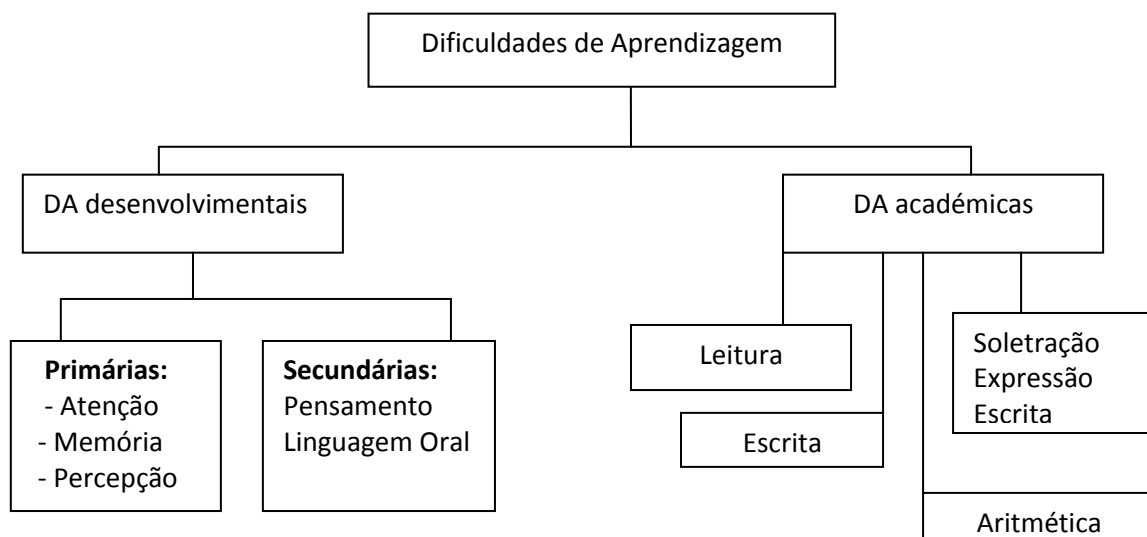 Dificuldades de Aprendizagem
DA desenvolvimentais
DA académicas
Primárias:
- Atenção
- Memória
- Percepção
Secundárias:
Pensamento
Linguagem Oral
Leitura
Escrita
Soletração
Expressão
Escrita
Aritmética